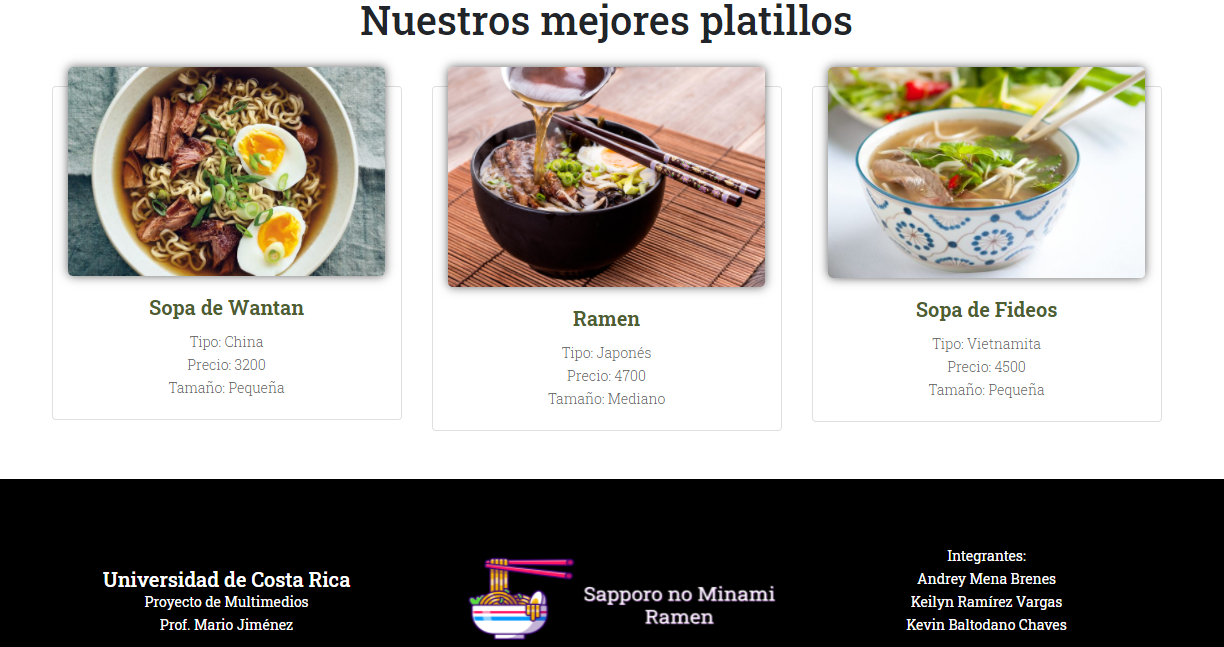 Nuestros mejores platillos
Sopa de Wantan
Tipo: China
Precio: 3200
Tamaño: Pequeña
Ramen
Tipo: Japonés
Precio: 4700
Tamaño: Mediano
Sopa de Fideos
Tipo: Vietnamita
Precio: 4500
Tamaño: Pequeña
Universidad de Costa Rica
Proyecto de Multimedios
Prof. Mario Jiménez
Sapporo no Minami
Ramen
Integrantes:
Andrey Mena Brenes
Keilyn Ramírez Vargas
Kevin Baltodano Chaves